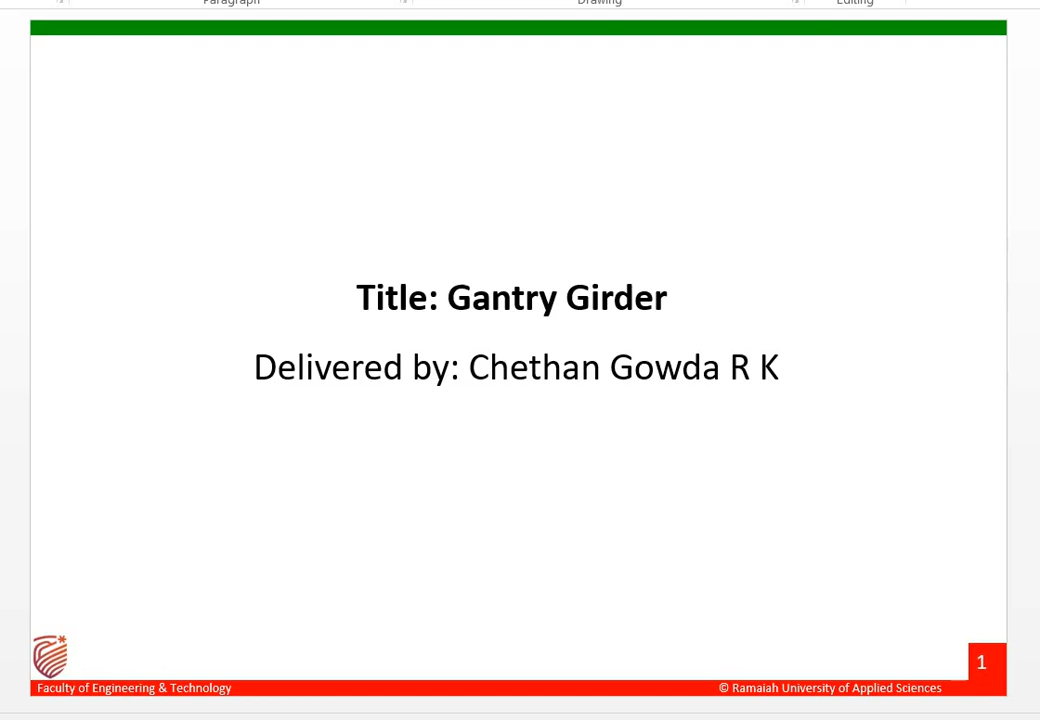 Paragraph Drawing Editing
Title: Gantry Girder
Delivered by: Chethan Gowda R K
1
Faculty of Engineering & Technology © Ramaiah University of Applied Sciences